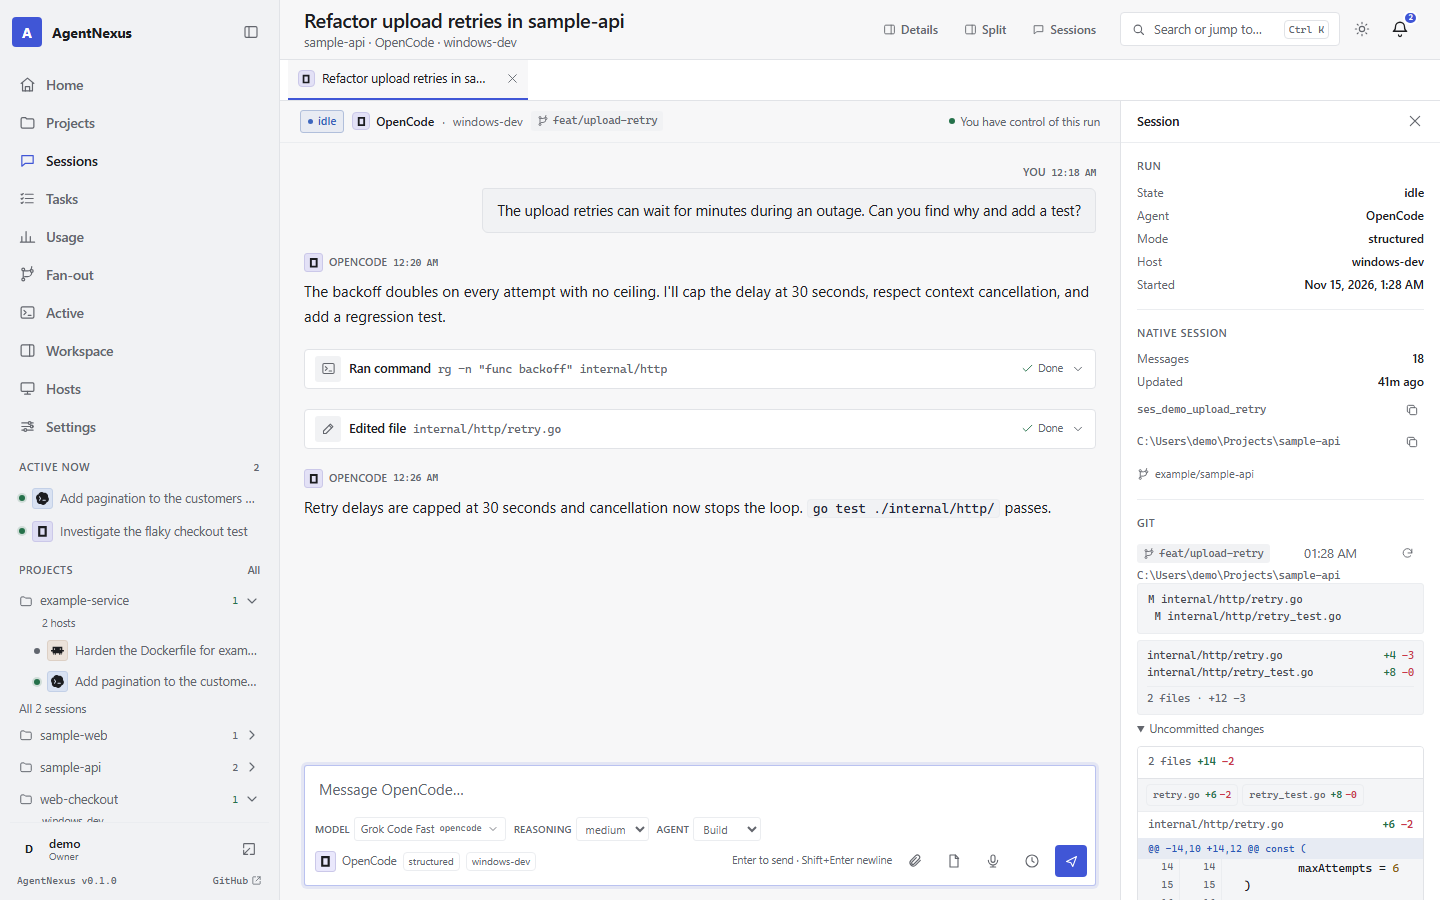 A AgentNexus
Home
Projects
Sessions
Tasks
Usage
Fan-out
Active
Workspace
Hosts
Settings
ACTIVE NOW 2
Add pagination to the customers ...
Investigate the flaky checkout test
PROJECTS All
example-service 1
2 hosts
Harden the Dockerfile for exam...
Add pagination to the custome...
All 2 sessions
sample-web 1
sample-api 2
web-checkout 1
windows-dev
D demo
Owner
AgentNexus v0.1.0 GitHub
Refactor upload retries in sample-api
sample-api · OpenCode · windows-dev
Details Split Sessions Search or jump to... Ctrl K 2
Refactor upload retries in sa...
idle OpenCode · windows-dev feat/upload-retry You have control of this run
YOU 12:18 AM
The upload retries can wait for minutes during an outage. Can you find why and add a test?
OPENCODE 12:20 AM
The backoff doubles on every attempt with no ceiling. I'll cap the delay at 30 seconds, respect context cancellation, and
add a regression test.
Ran command rg -n "func backoff" internal/http Done
Edited file internal/http/retry.go Done
OPENCODE 12:26 AM
Retry delays are capped at 30 seconds and cancellation now stops the loop. go test ./internal/http/ passes.
Message OpenCode...
MODEL Grok Code Fast opencode REASONING medium AGENT Build
OpenCode structured windows-dev Enter to send · Shift+Enter newline
Session
RUN
State idle
Agent OpenCode
Mode structured
Host windows-dev
Started Nov 15, 2026, 1:28 AM
NATIVE SESSION
Messages 18
Updated 41m ago
ses_demo_upload_retry
C:\Users\demo\Projects\sample-api
example/sample-api
GIT
feat/upload-retry 01:28 AM
C:\Users\demo\Projects\sample-api
M internal/http/retry.go
M internal/http/retry_test.go
internal/http/retry.go +4 -3
internal/http/retry_test.go +8 -0
2 files · +12 -3
▼ Uncommitted changes
2 files +14 -2
retry.go +6 -2 retry_test.go +8 -0
internal/http/retry.go +6 -2
@@ -14,10 +14,12 @@ const (
14 14 maxAttempts = 6
15 15 )